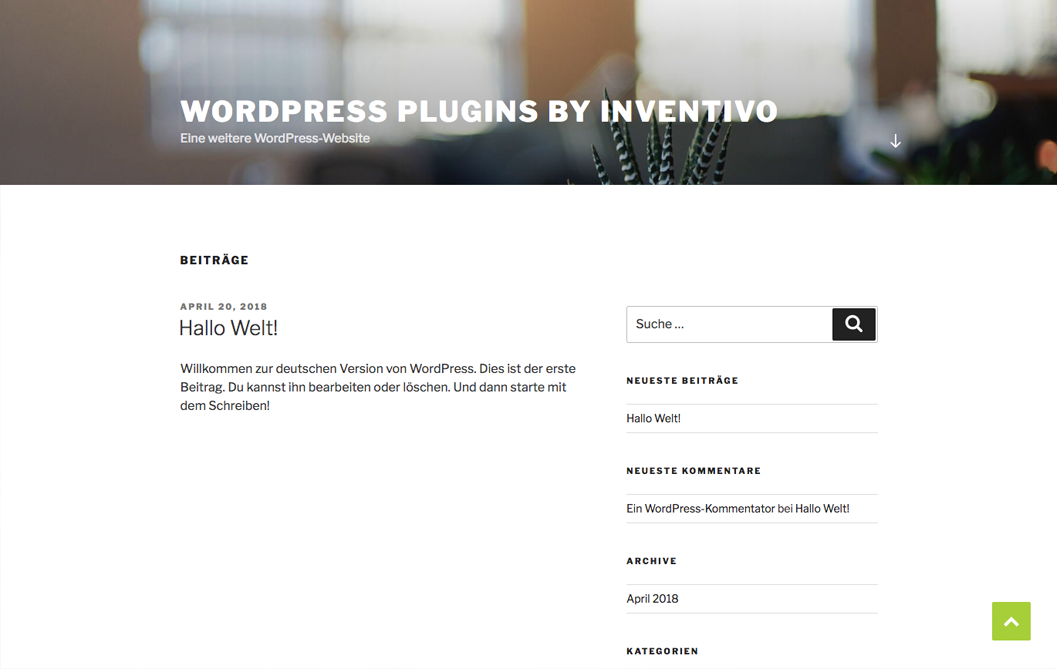 WORDPRESS PLUGINS BY INVENTIVO
Eine weitere WordPress-Website
BEITRÄGE
APRIL 20, 2018
Hallo Welt!
Willkommen zur deutschen Version von WordPress. Dies ist der erste
Beitrag. Du kannst ihn bearbeiten oder löschen. Und dann starte mit
dem Schreiben!
Suche …
NEUESTE BEITRÄGE
Hallo Welt!
NEUESTE KOMMENTARE
Ein WordPress-Kommentator bei Hallo Welt!
ARCHIVE
April 2018
KATEGORIEN